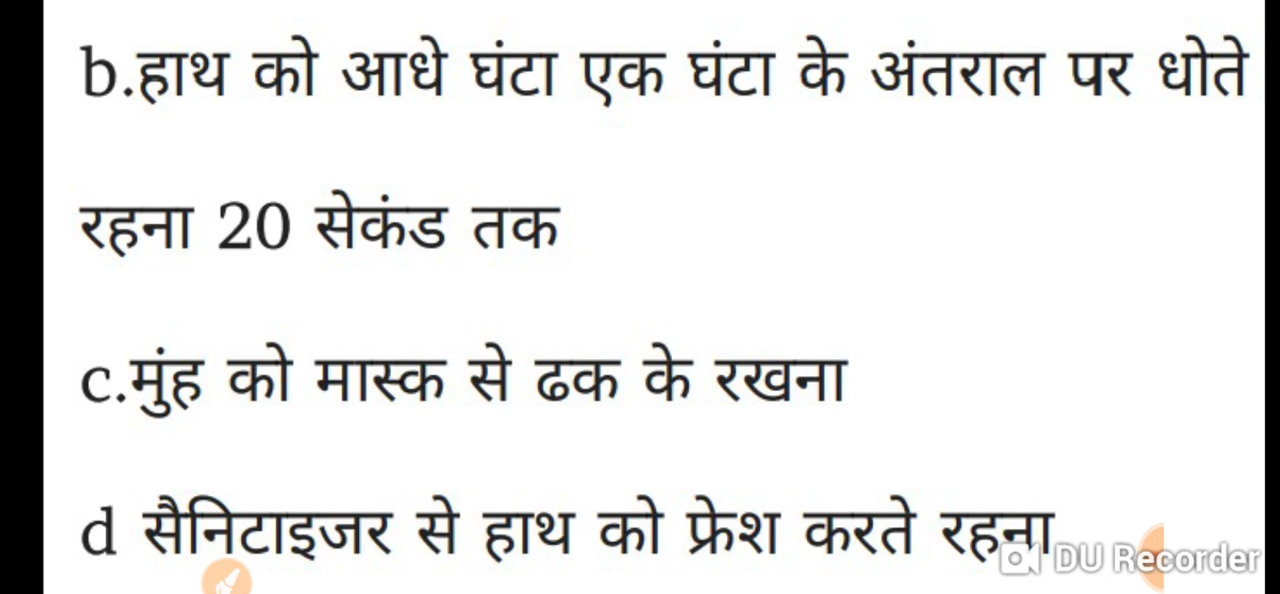 b.हाथ को आधे घंटा एक घंटा के अंतराल पर धोते
रहना 20 सेकंड तक
c.मुंह को मास्क से ढक के रखना
d सैनिटाइजर से हाथ को फ्रेश करते रहना
DU Recorder